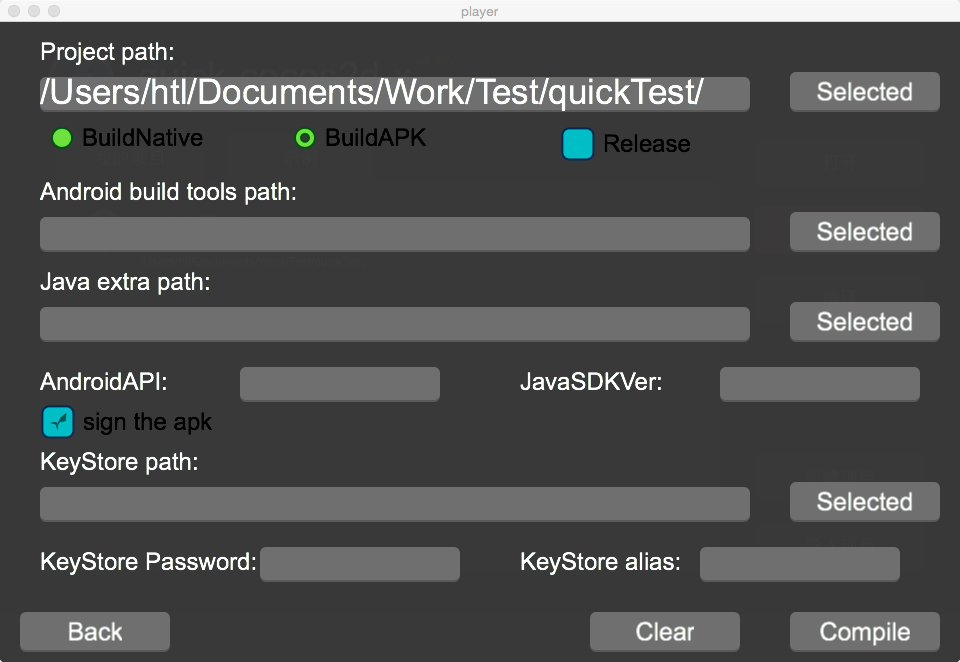 player
Project path:
/Users/htl/Documents/Work/Test/quickTest/ Selected
BuildNative BuildAPK Release
Android build tools path:
Selected
Java extra path:
Selected
AndroidAPI: JavaSDKVer:
sign the apk
KeyStore path:
Selected
KeyStore Password: KeyStore alias:
Back Clear Compile